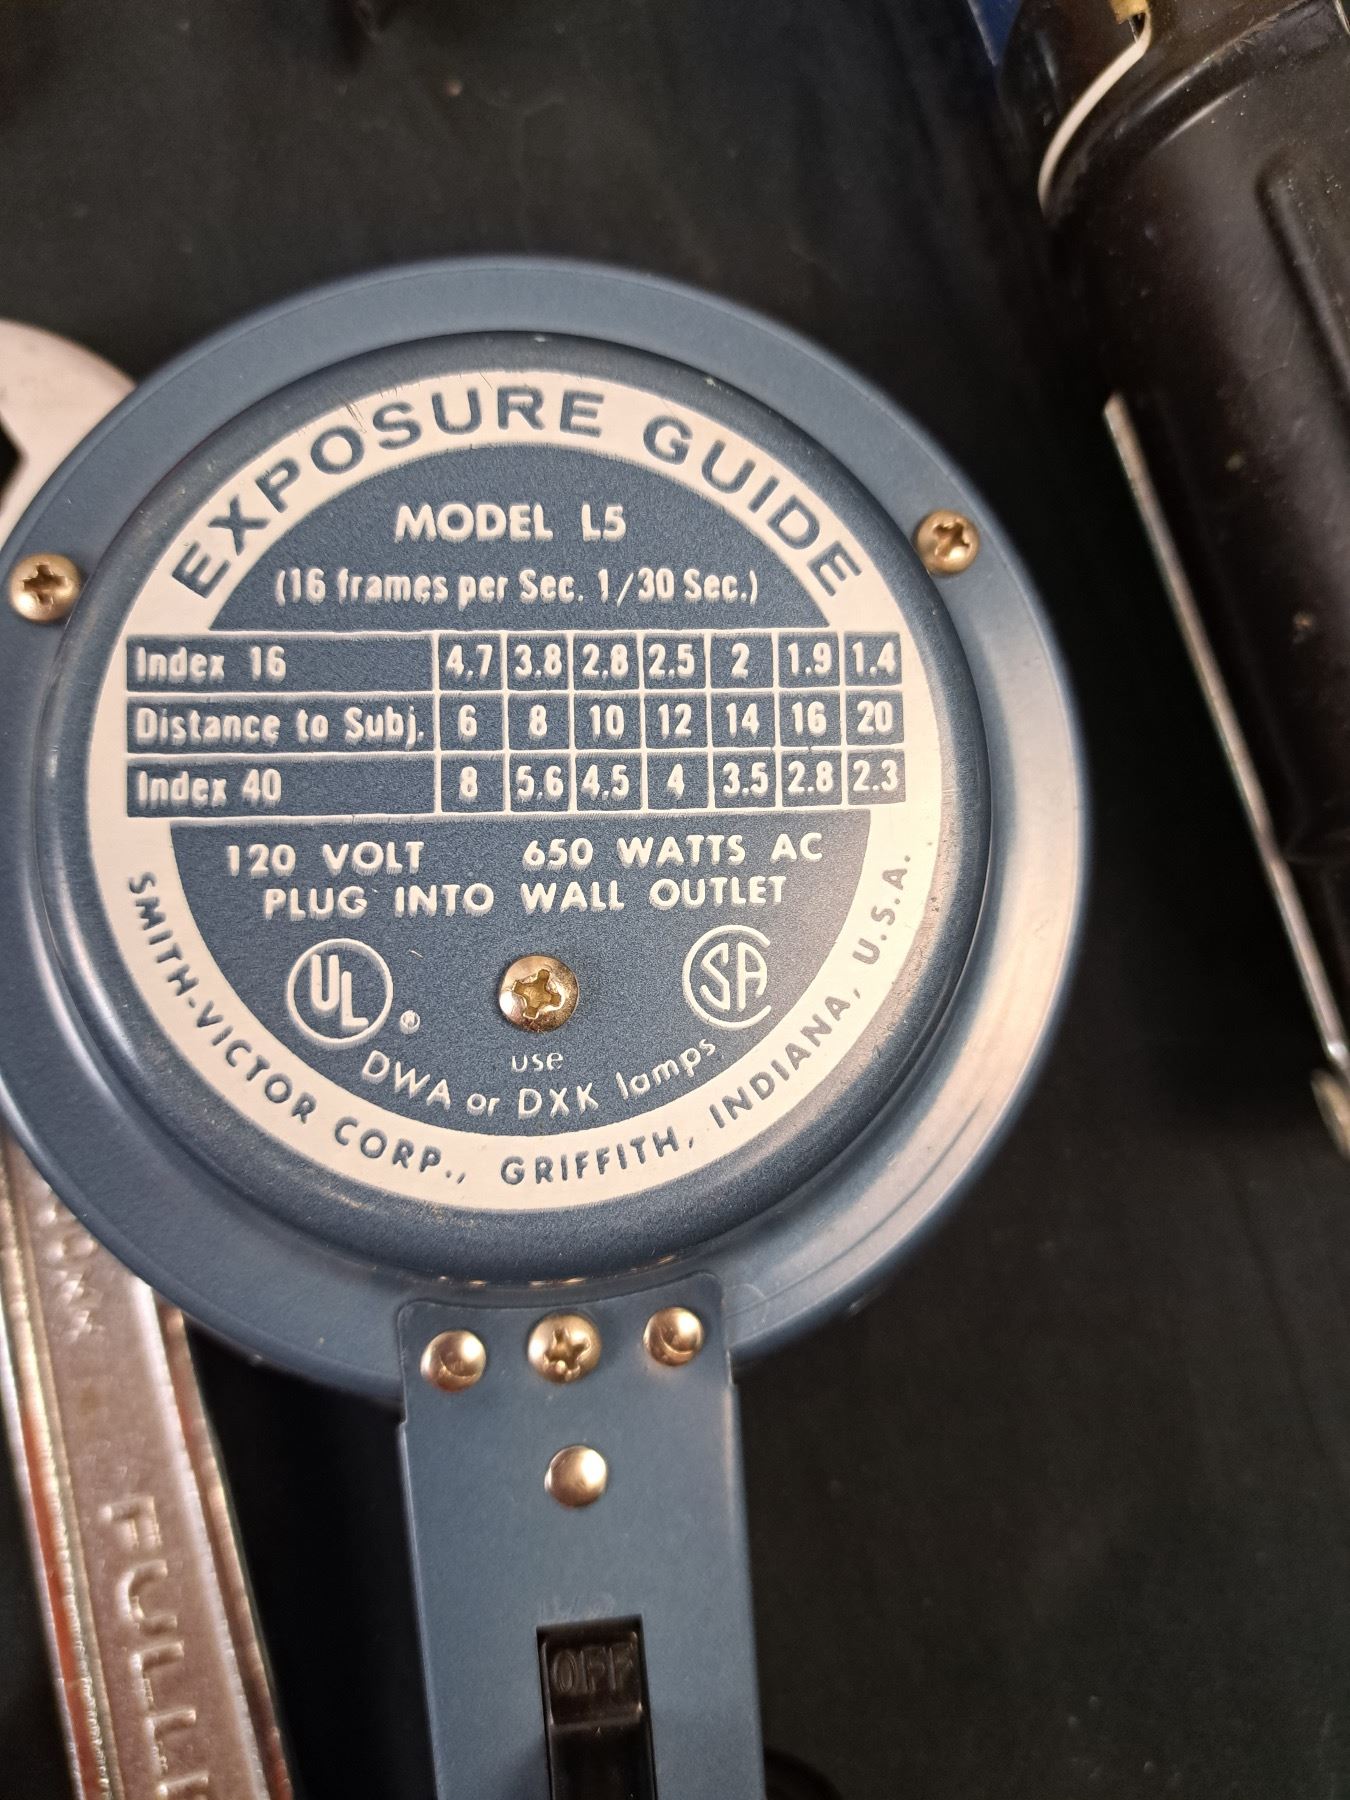 EXPOSURE GUIDE
MODEL L5
(16 frames per Sec. 1/30 Sec.)
Index 16 4.7 3.8 2.8 2.5 2 1.9 1.4
Distance to Subj. 6 8 10 12 14 16 20
Index 40 8 5.6 4.5 4 3.5 2.8 2.3
120 VOLT 650 WATTS AC
PLUG INTO WALL OUTLET
UL ® SA
use
DWA or DXK lamps
SMITH-VICTOR CORP., GRIFFITH, INDIANA, U.S.A.
OFF